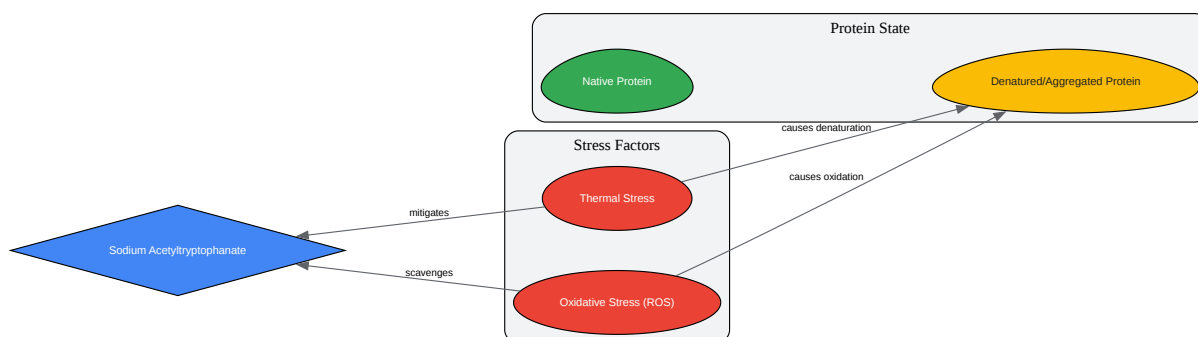 Protein State
Native Protein
Denatured/Aggregated Protein
causes denaturation
Stress Factors
causes oxidation
Thermal Stress
mitigates
Sodium Acetyltryptophanate
scavenges
Oxidative Stress (ROS)